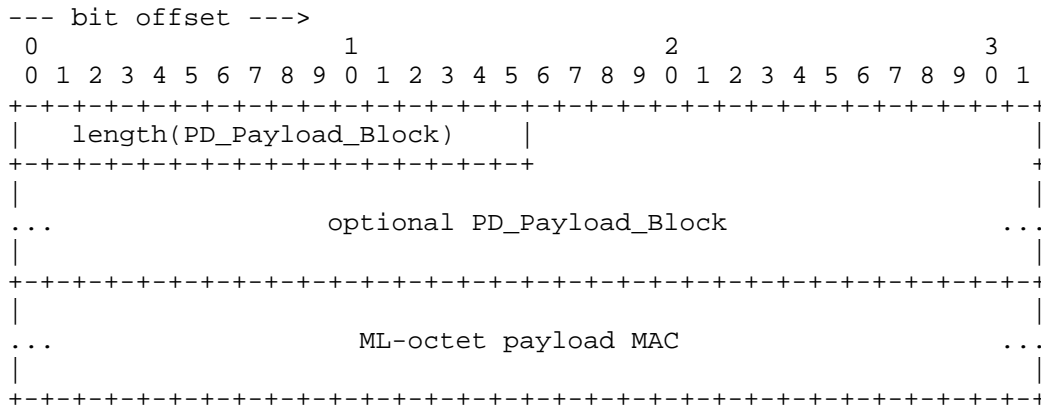 --- bit offset --->
 0                   1                   2                   3
 0 1 2 3 4 5 6 7 8 9 0 1 2 3 4 5 6 7 8 9 0 1 2 3 4 5 6 7 8 9 0 1
+-+-+-+-+-+-+-+-+-+-+-+-+-+-+-+-+-+-+-+-+-+-+-+-+-+-+-+-+-+-+-+-+
|   length(PD_Payload_Block)    |                               |
+-+-+-+-+-+-+-+-+-+-+-+-+-+-+-+-+                               +
|                                                               |
...                 optional PD_Payload_Block                 ...
|                                                               |
+-+-+-+-+-+-+-+-+-+-+-+-+-+-+-+-+-+-+-+-+-+-+-+-+-+-+-+-+-+-+-+-+
|                                                               |
...                   ML-octet payload MAC                    ...
|                                                               |
+-+-+-+-+-+-+-+-+-+-+-+-+-+-+-+-+-+-+-+-+-+-+-+-+-+-+-+-+-+-+-+-+